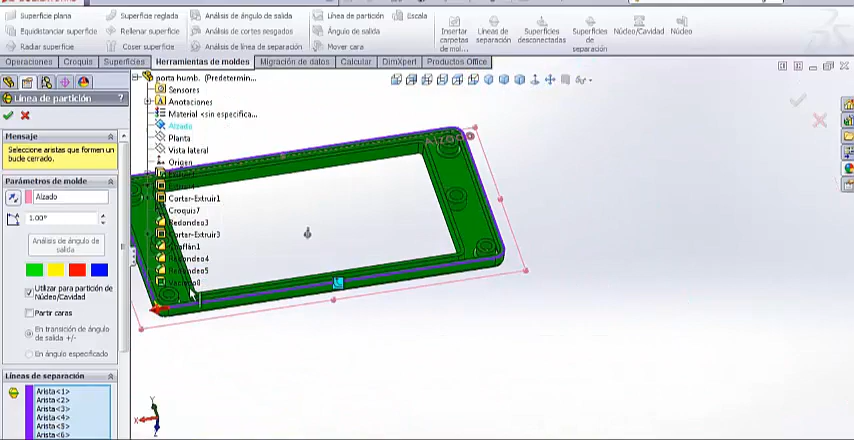 Superficie plana
Superficie reglada
Análisis de ángulo de salida
Línea de partición
Escala
Equidistanciar superficie
Rellenar superficie
Análisis de cortes sesgados
Ángulo de salida
Radiar superficie
Coser superficie
Análisis de línea de separación
Mover cara
Insertar carpetas de mol...
Líneas de separación
Superficies desconectadas
Superficies de separación
Núcleo/Cavidad
Núcleo
Operaciones
Croquis
Superficies
Herramientas de moldes
Migración de datos
Calcular
DimXpert
Productos Office
Línea de partición
?
Mensaje
Seleccione aristas que formen un
bucle cerrado.
Parámetros de molde
Alzado
1.00°
Análisis de ángulo de
salida
Utilizar para partición de
Núcleo/Cavidad
Partir caras
En transición de ángulo
de salida +/-
En ángulo especificado
Líneas de separación
Arista<1>
Arista<2>
Arista<3>
Arista<4>
Arista<5>
Arista<6>
porta humb. (Predetermin...
Sensores
Anotaciones
Material <sin especifica...
Alzado
Planta
Vista lateral
Origen
Cortar-Extruir1
Croquis7
Redondeo3
Cortar-Extruir3
Chaflán1
Redondeo4
Redondeo5
Alzado
Y
X
Z